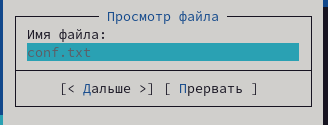 Просмотр файла
Имя файла:
conf.txt
[< Дальше >] [ Прервать ]